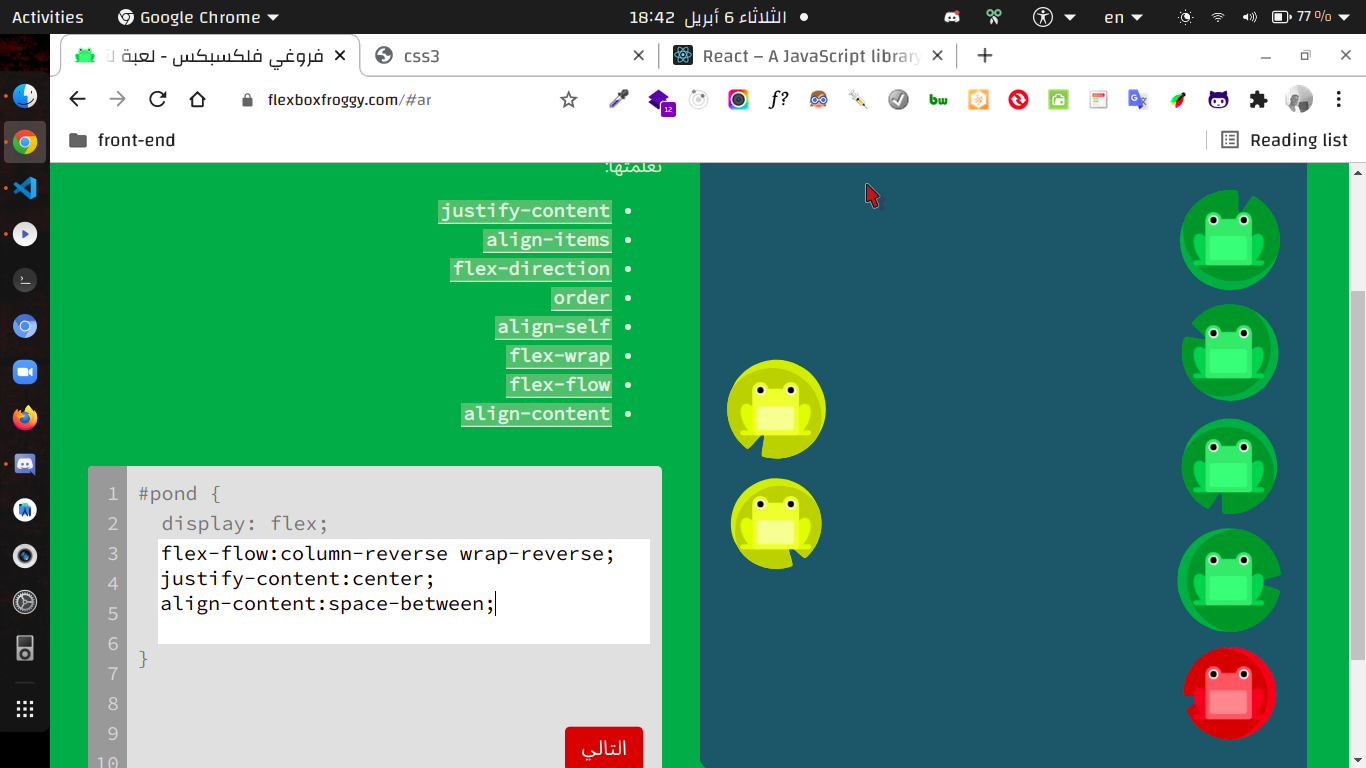 Activities
Google Chrome
الثلاثاء 6 أبريل 18:42
en
77 %
فروغي فلكسبكس - لعبة
css3
React – A JavaScript library
flexboxfroggy.com/#ar
12
f?
bw
front-end
Reading list
تعلمتها:
justify-content
align-items
flex-direction
order
align-self
flex-wrap
flex-flow
align-content
1 #pond {
2 display: flex;
3 flex-flow:column-reverse wrap-reverse;
4 justify-content:center;
5 align-content:space-between;
6
7 }
8
9
10
التالي